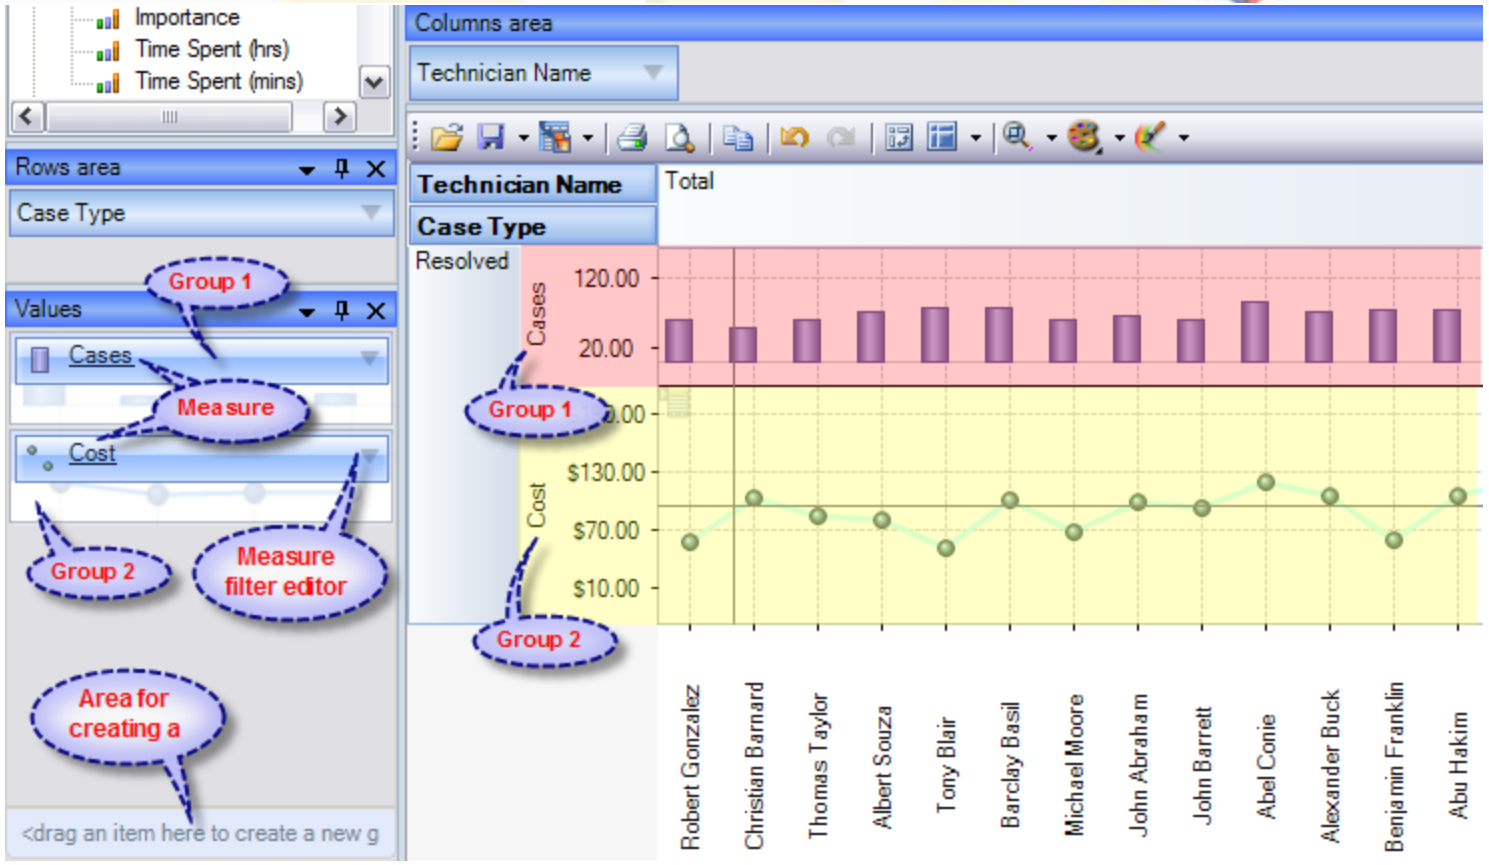 Importance
Time Spent (hrs)
Time Spent (mins)
Rows area
Case Type
Group 1
Values
Cases
Measure
Cost
Group 2
Measure
filter editor
Area for
creating a
<drag an item here to create a new g
Columns area
Technician Name
Technician Name
Total
Case Type
Resolved
Cases
120.00
20.00
Group 1
0.00
Cost
$130.00
$70.00
$10.00
Group 2
Robert Gonzalez
Christian Barnard
Thomas Taylor
Albert Souza
Tony Blair
Barclay Basil
Michael Moore
John Abraham
John Barrett
Abel Conie
Alexander Buck
Benjamin Franklin
Abu Hakim